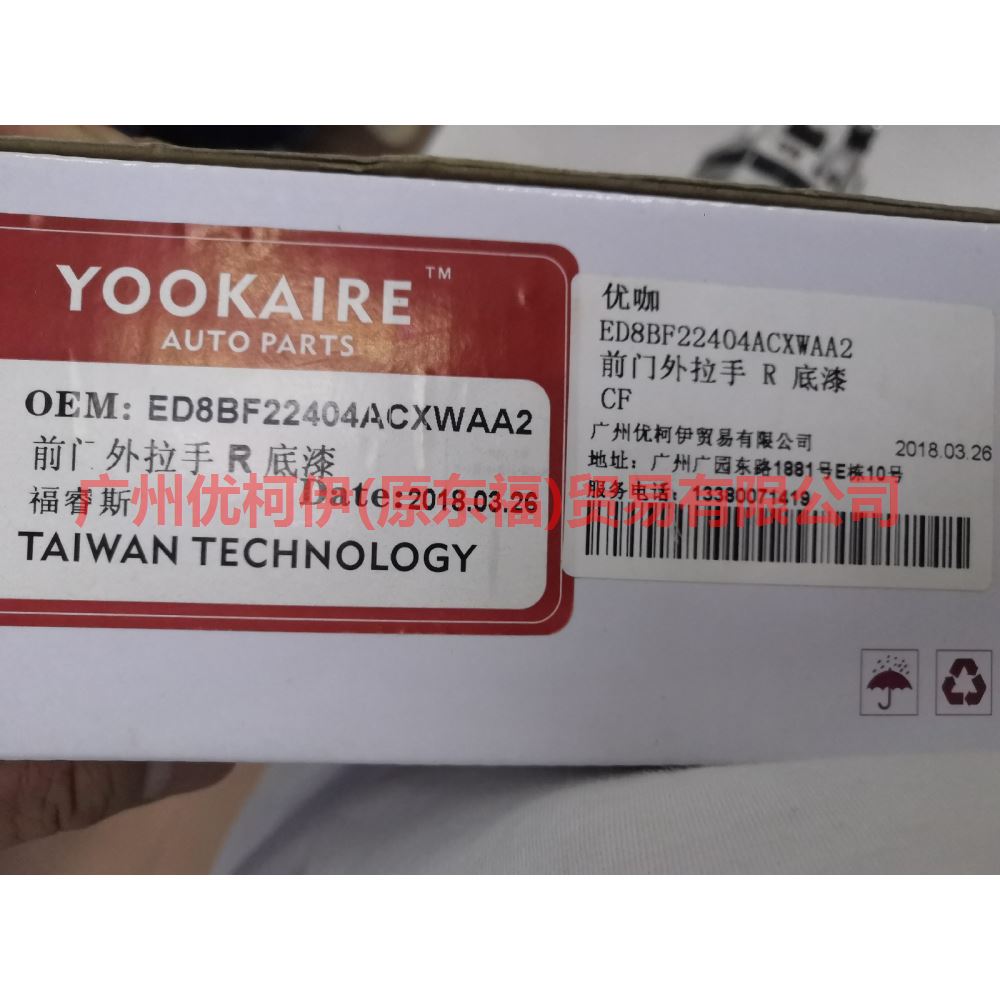 YOOKAIRE™
AUTO PARTS
OEM: ED8BF22404ACXWAA2
前门外拉手 R 底漆
福睿斯 Date:2018.03.26
TAIWAN TECHNOLOGY
优咖
ED8BF22404ACXWAA2
前门外拉手 R 底漆
CF
广州优柯伊贸易有限公司 2018.03.26
地址：广州广园东路1881号E栋10号
服务电话：13380071419
广州优柯伊(原东福)贸易有限公司